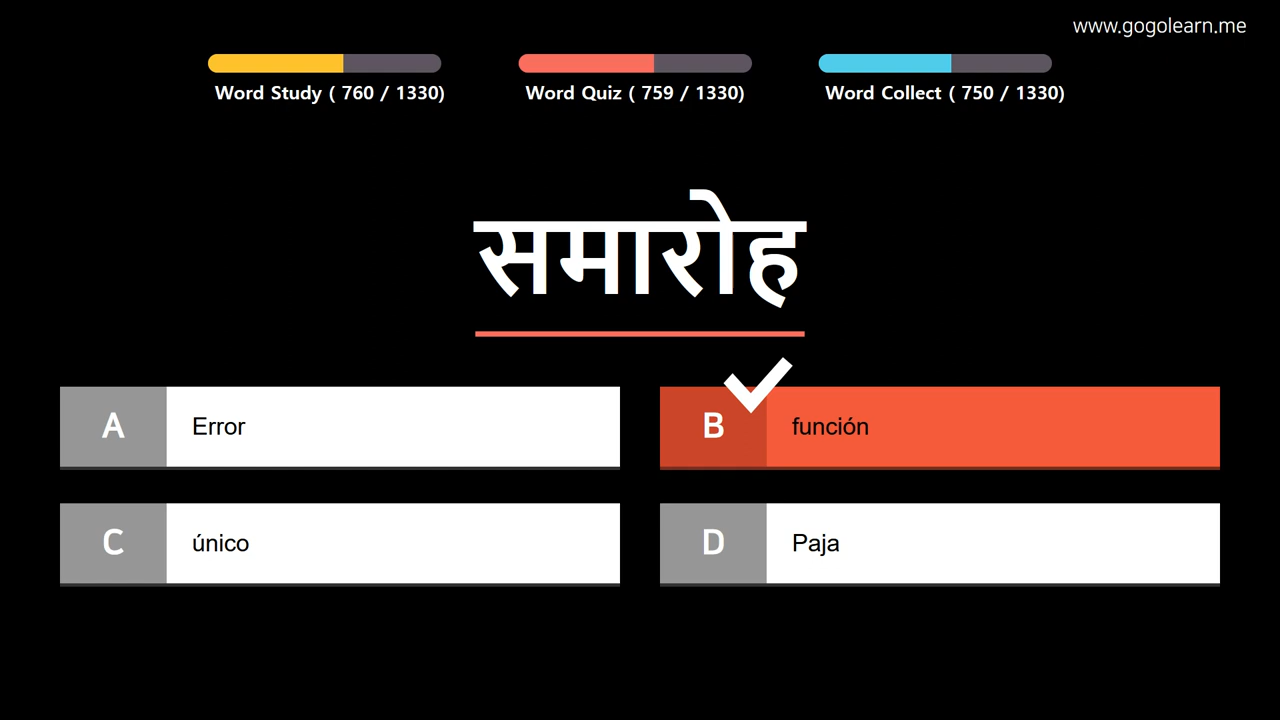 www.gogolearn.me
Word Study ( 760 / 1330)
Word Quiz ( 759 / 1330)
Word Collect ( 750 / 1330)
समारोह
A Error
B función
C único
D Paja